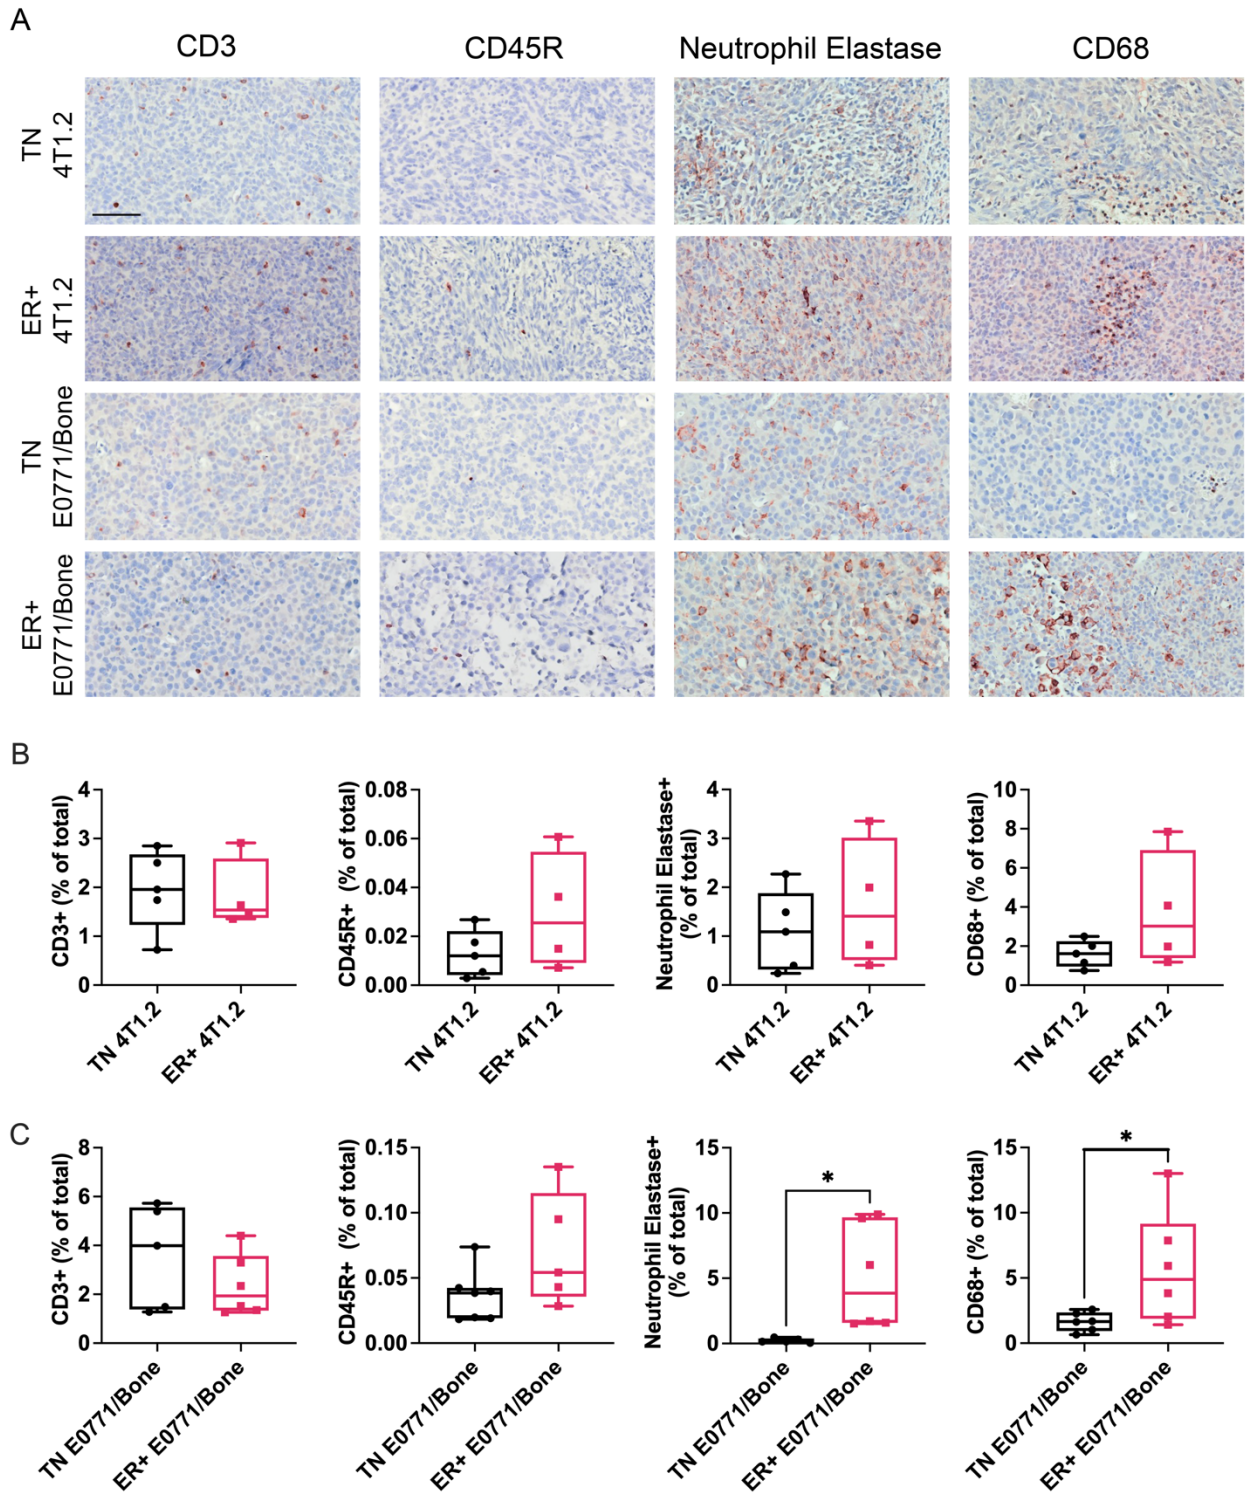 A
CD3 CD45R Neutrophil Elastase CD68
TN
4T1.2
ER+
4T1.2
TN
E0771/Bone
ER+
E0771/Bone
B
CD3+ (% of total)
4
3
2
1
0
TN 4T1.2
ER+ 4T1.2
CD45R+ (% of total)
0.08
0.06
0.04
0.02
0.00
TN 4T1.2
ER+ 4T1.2
Neutrophil Elastase+
(% of total)
4
3
2
1
0
TN 4T1.2
ER+ 4T1.2
CD68+ (% of total)
10
8
6
4
2
0
TN 4T1.2
ER+ 4T1.2
C
CD3+ (% of total)
8
6
4
2
0
TN E0771/Bone
ER+ E0771/Bone
CD45R+ (% of total)
0.15
0.10
0.05
0.00
TN E0771/Bone
ER+ E0771/Bone
Neutrophil Elastase+
(% of total)
15
10
5
0
*
TN E0771/Bone
ER+ E0771/Bone
CD68+ (% of total)
15
10
5
0
*
TN E0771/Bone
ER+ E0771/Bone